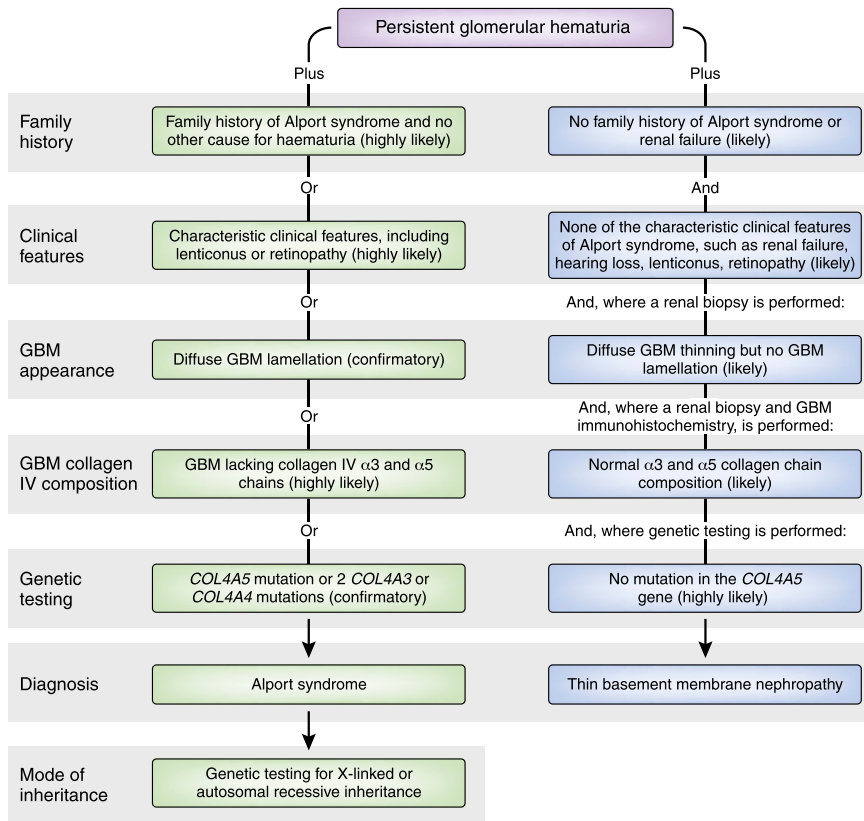 Persistent glomerular hematuria
Plus
Plus
Family
history
Family history of Alport syndrome and no
other cause for haematuria (highly likely)
No family history of Alport syndrome or
renal failure (likely)
Or
And
Clinical
features
Characteristic clinical features, including
lenticonus or retinopathy (highly likely)
None of the characteristic clinical features
of Alport syndrome, such as renal failure,
hearing loss, lenticonus, retinopathy (likely)
Or
And, where a renal biopsy is performed:
GBM
appearance
Diffuse GBM lamellation (confirmatory)
Diffuse GBM thinning but no GBM
lamellation (likely)
Or
And, where a renal biopsy and GBM
immunohistochemistry, is performed:
GBM collagen
IV composition
GBM lacking collagen IV α3 and α5
chains (highly likely)
Normal α3 and α5 collagen chain
composition (likely)
Or
And, where genetic testing is performed:
Genetic
testing
COL4A5 mutation or 2 COL4A3 or
COL4A4 mutations (confirmatory)
No mutation in the COL4A5
gene (highly likely)
Diagnosis
Alport syndrome
Thin basement membrane nephropathy
Mode of
inheritance
Genetic testing for X-linked or
autosomal recessive inheritance